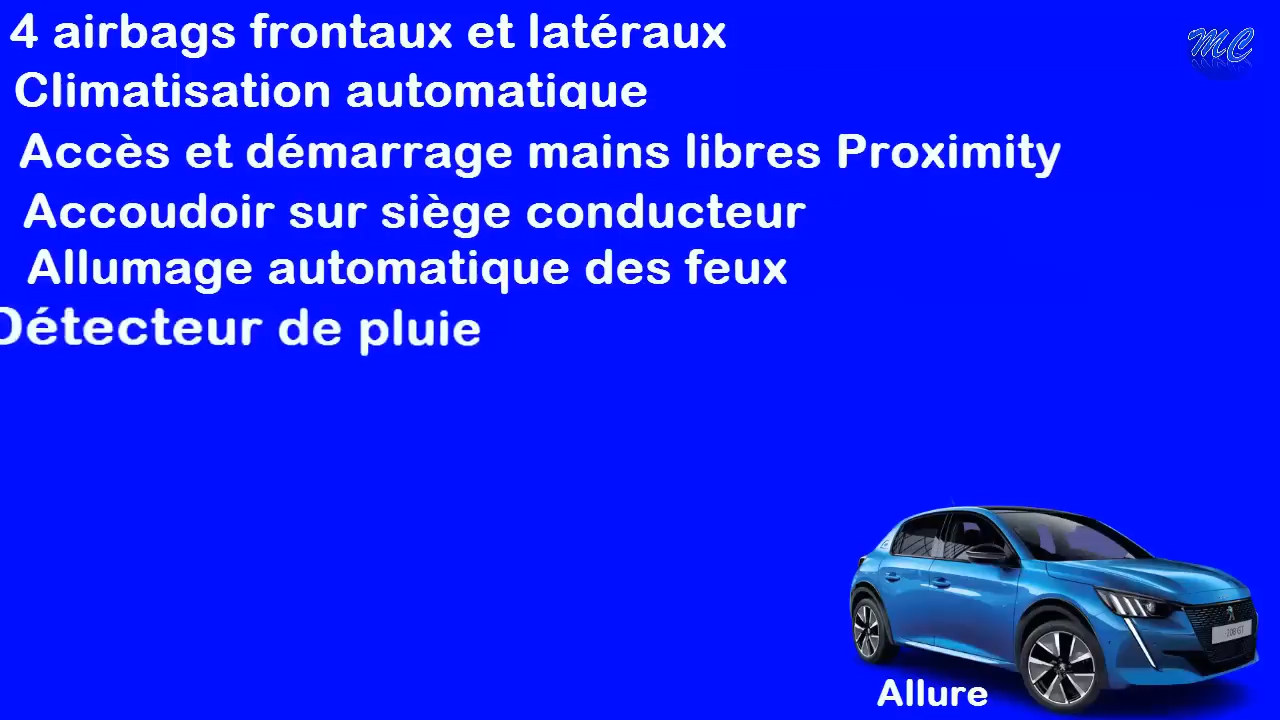 4 airbags frontaux et latéraux
MC
Climatisation automatique
Accès et démarrage mains libres Proximity
Accoudoir sur siège conducteur
Allumage automatique des feux
Détecteur de pluie
Allure